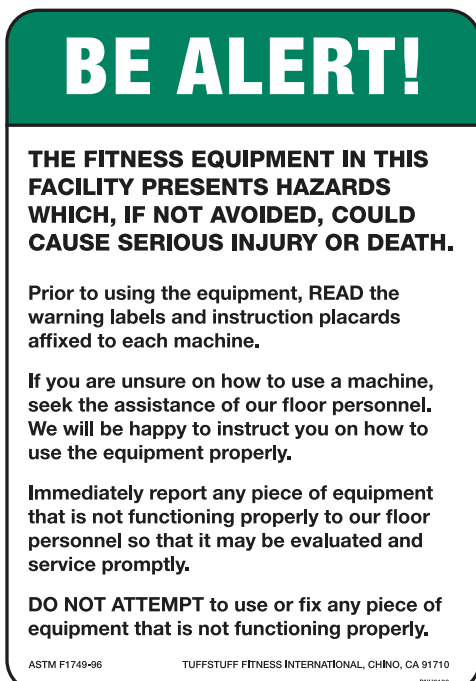 BE ALERT!
THE FITNESS EQUIPMENT IN THIS
FACILITY PRESENTS HAZARDS
WHICH, IF NOT AVOIDED, COULD
CAUSE SERIOUS INJURY OR DEATH.
Prior to using the equipment, READ the
warning labels and instruction placards
affixed to each machine.
If you are unsure on how to use a machine,
seek the assistance of our floor personnel.
We will be happy to instruct you on how to
use the equipment properly.
Immediately report any piece of equipment
that is not functioning properly to our floor
personnel so that it may be evaluated and
service promptly.
DO NOT ATTEMPT to use or fix any piece of
equipment that is not functioning properly.
ASTM F1749-96 TUFFSTUFF FITNESS INTERNATIONAL, CHINO, CA 91710